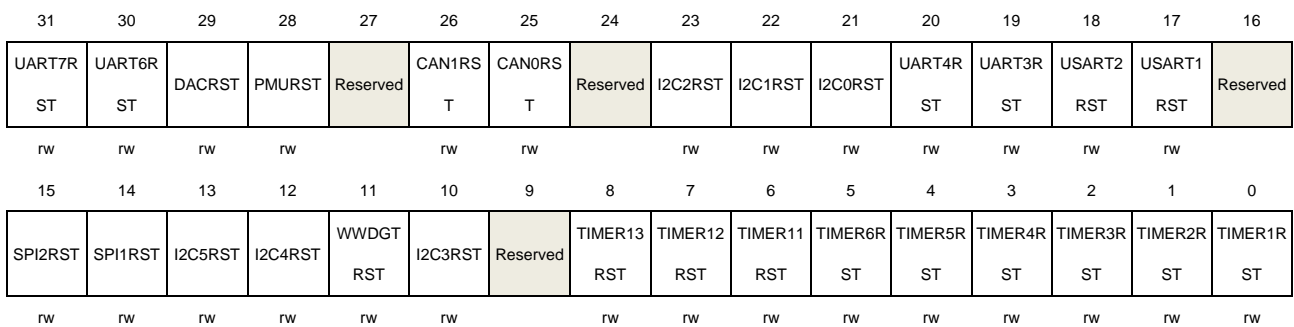 31 30 29 28 27 26 25 24 23 22 21 20 19 18 17 16
UART7R UART6R DACRST PMURST Reserved CAN1RS CAN0RS Reserved I2C2RST I2C1RST I2C0RST UART4R UART3R USART2 USART1 Reserved
ST ST T T ST ST RST RST
rw rw rw rw rw rw rw rw rw rw rw rw rw
15 14 13 12 11 10 9 8 7 6 5 4 3 2 1 0
SPI2RST SPI1RST I2C5RST I2C4RST WWDGT I2C3RST Reserved TIMER13 TIMER12 TIMER11 TIMER6R TIMER5R TIMER4R TIMER3R TIMER2R TIMER1R
RST RST RST RST ST ST ST ST ST ST
rw rw rw rw rw rw rw rw rw rw rw rw rw rw rw